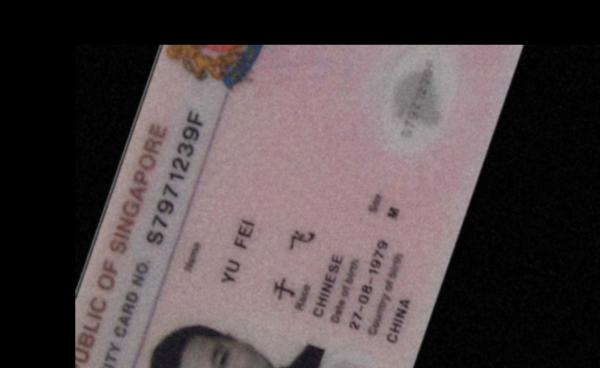 UBLIC OF SINGAPORE
ITY CARD NO. S7971239F
Name
YU FEI
于 飞
Race
CHINESE
Date of birth Sex
27-08-1979 M
Country of birth
CHINA